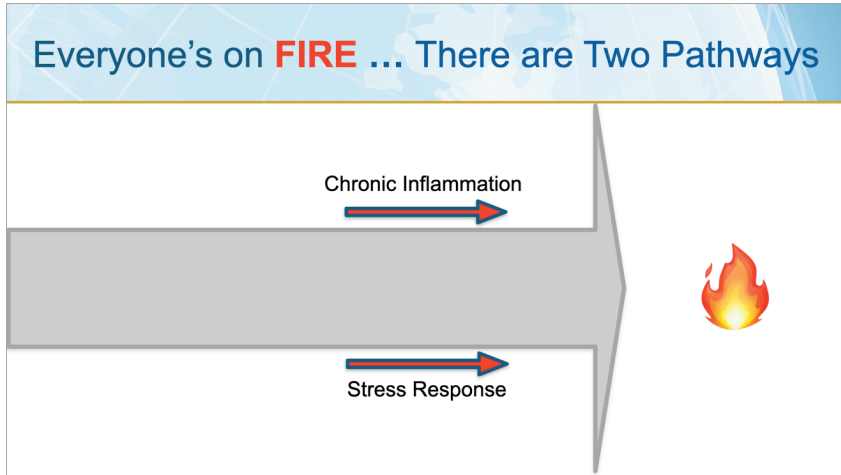 Everyone’s on FIRE ... There are Two Pathways
Chronic Inflammation
Stress Response